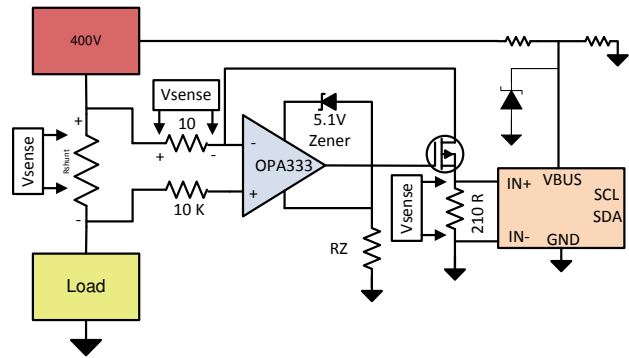 400V
Vsense
+
Rshunt
-
Vsense
10
+
-
10 K
-
OPA333
+
5.1V
Zener
RZ
Vsense
210 R
IN+
VBUS
SCL
SDA
IN-
GND
Load